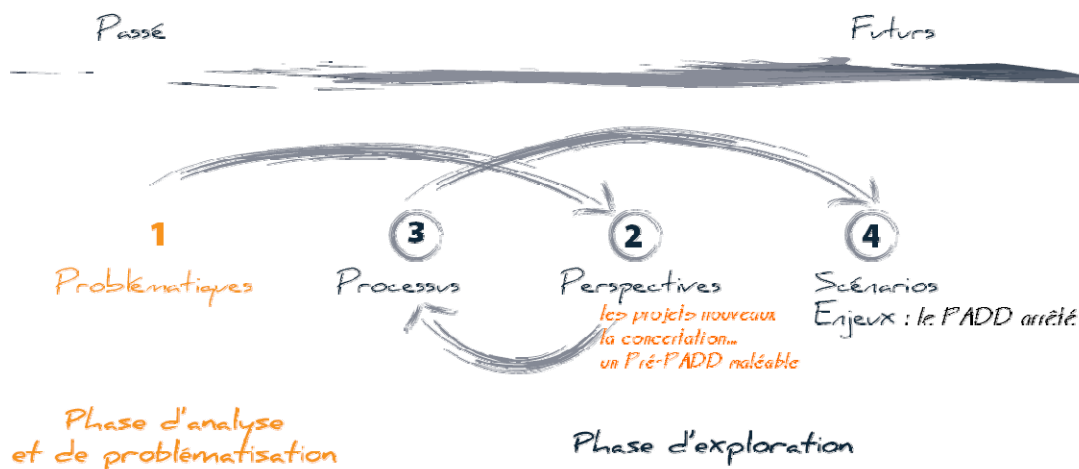 Passé
Futurs
1
3
2
4
Problématiques
Processus
Perspectives
Scénarios
les projets nouveaux
la concertation...
un Pré-PADD maléable
Enjeux : le PADD arrêté
Phase d'analyse
et de problématisation
Phase d'exploration